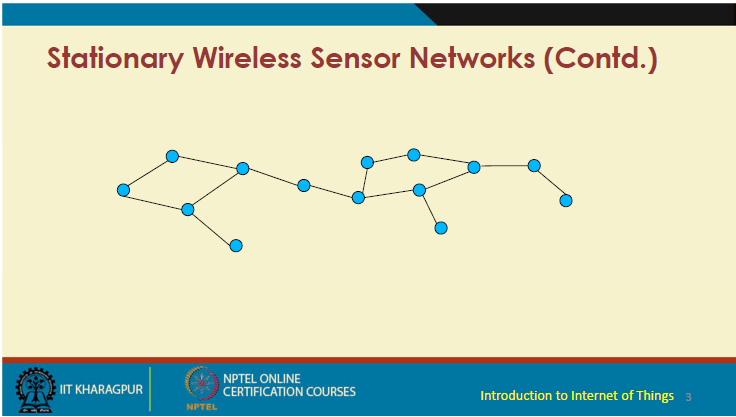 Stationary Wireless Sensor Networks (Contd.)
IIT KHARAGPUR
NPTEL
NPTEL ONLINE
CERTIFICATION COURSES
Introduction to Internet of Things 3